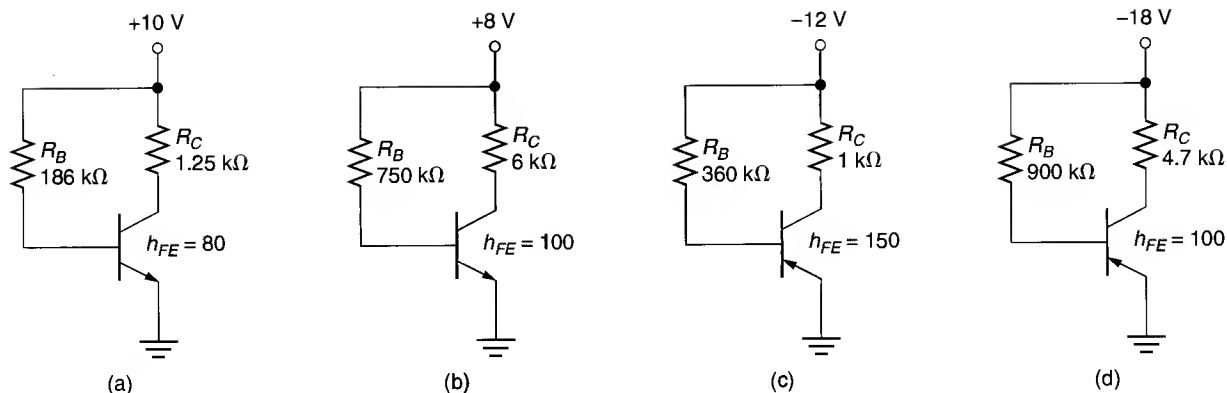 +10 V
R_B
186 kΩ
R_C
1.25 kΩ
h_FE = 80
(a)
+8 V
R_B
750 kΩ
R_C
6 kΩ
h_FE = 100
(b)
−12 V
R_B
360 kΩ
R_C
1 kΩ
h_FE = 150
(c)
−18 V
R_B
900 kΩ
R_C
4.7 kΩ
h_FE = 100
(d)